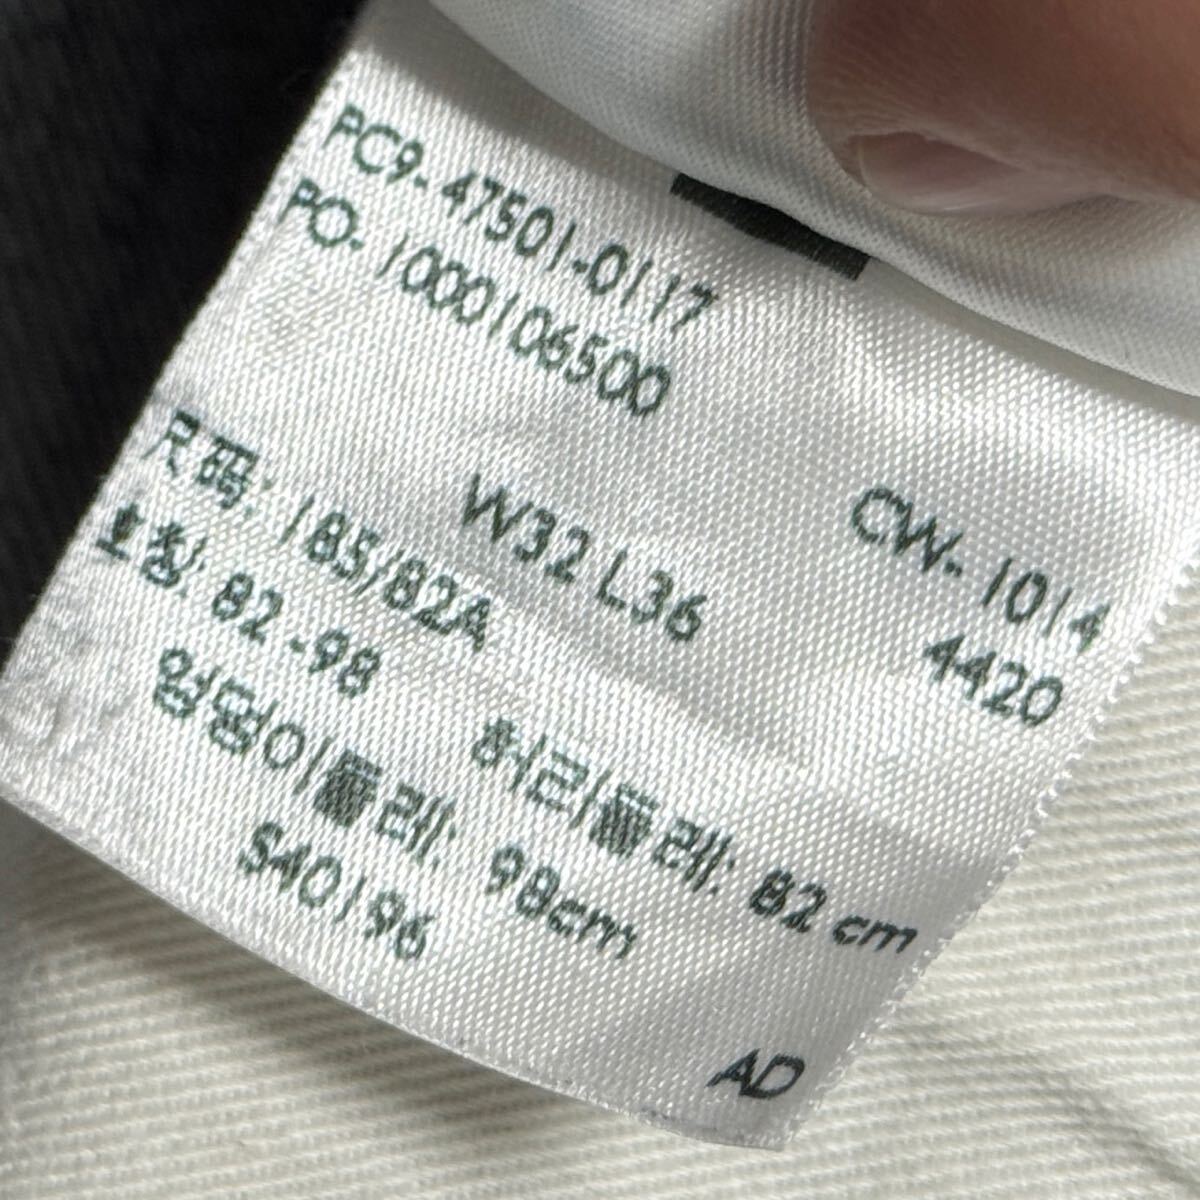 PC9-47501-0117
PO-1000106500
W32 L36 CW-1014
尺码: 185/82A 4420
호칭: 82-98
허리둘레: 82 cm
엉덩이둘레: 98cm
S40196
AD